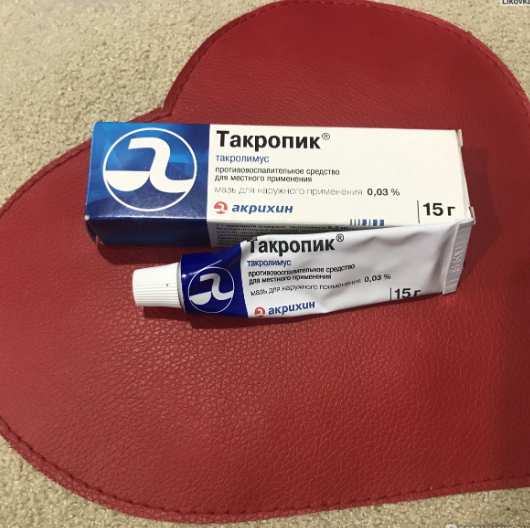 Likovka
Такропик®
такролимус
противовоспалительное средство
для местного применения
мазь для наружного применения 0,03 %
акрихин
15 г
Такропик®
такролимус
противовоспалительное средство
для местного применения
мазь для наружного применения 0,03 %
акрихин
15 г